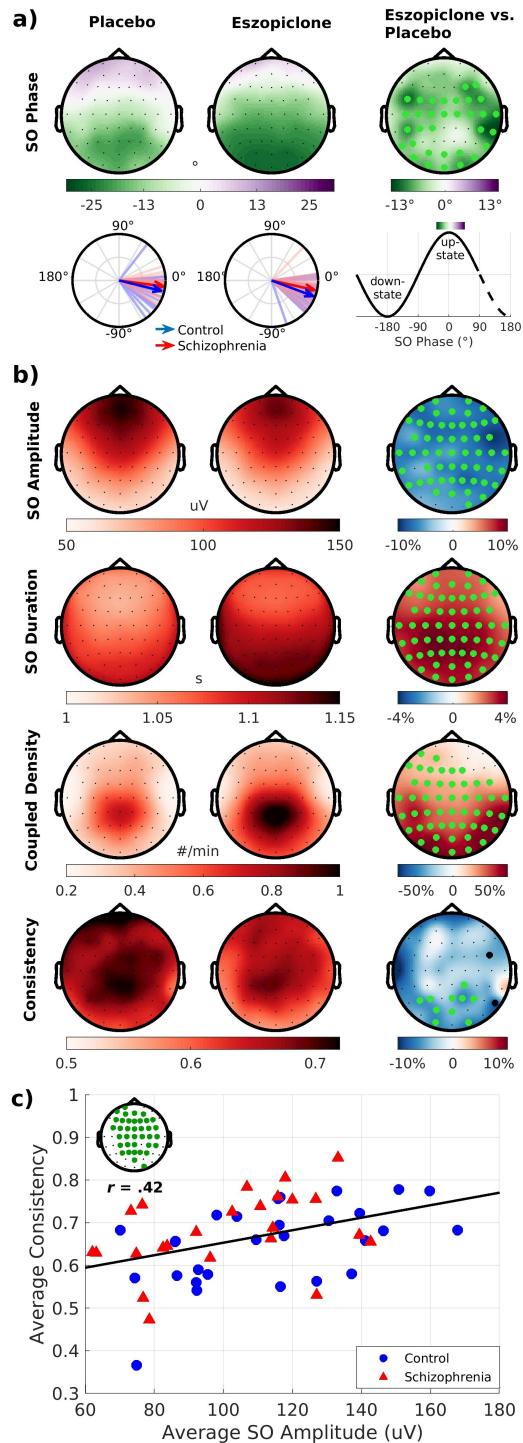 a)
Placebo
Eszopiclone
Eszopiclone vs.
Placebo
SO Phase
°
-25 -13 0 13 25
-13° 0° 13°
90° 90°
180° 0° 180° 0°
-90° -90°
Control
Schizophrenia
up-
state
down-
state
-180 -90 0 90 180
SO Phase (°)
b)
SO Amplitude
uV
50 100 150
-10% 0 10%
SO Duration
s
1 1.05 1.1 1.15
-4% 0 4%
Coupled Density
#/min
0.2 0.4 0.6 0.8 1
-50% 0 50%
Consistency
0.5 0.6 0.7
-10% 0 10%
c)
r = .42
Average Consistency
1
0.9
0.8
0.7
0.6
0.5
0.4
0.3
Control
Schizophrenia
60 80 100 120 140 160 180
Average SO Amplitude (uV)